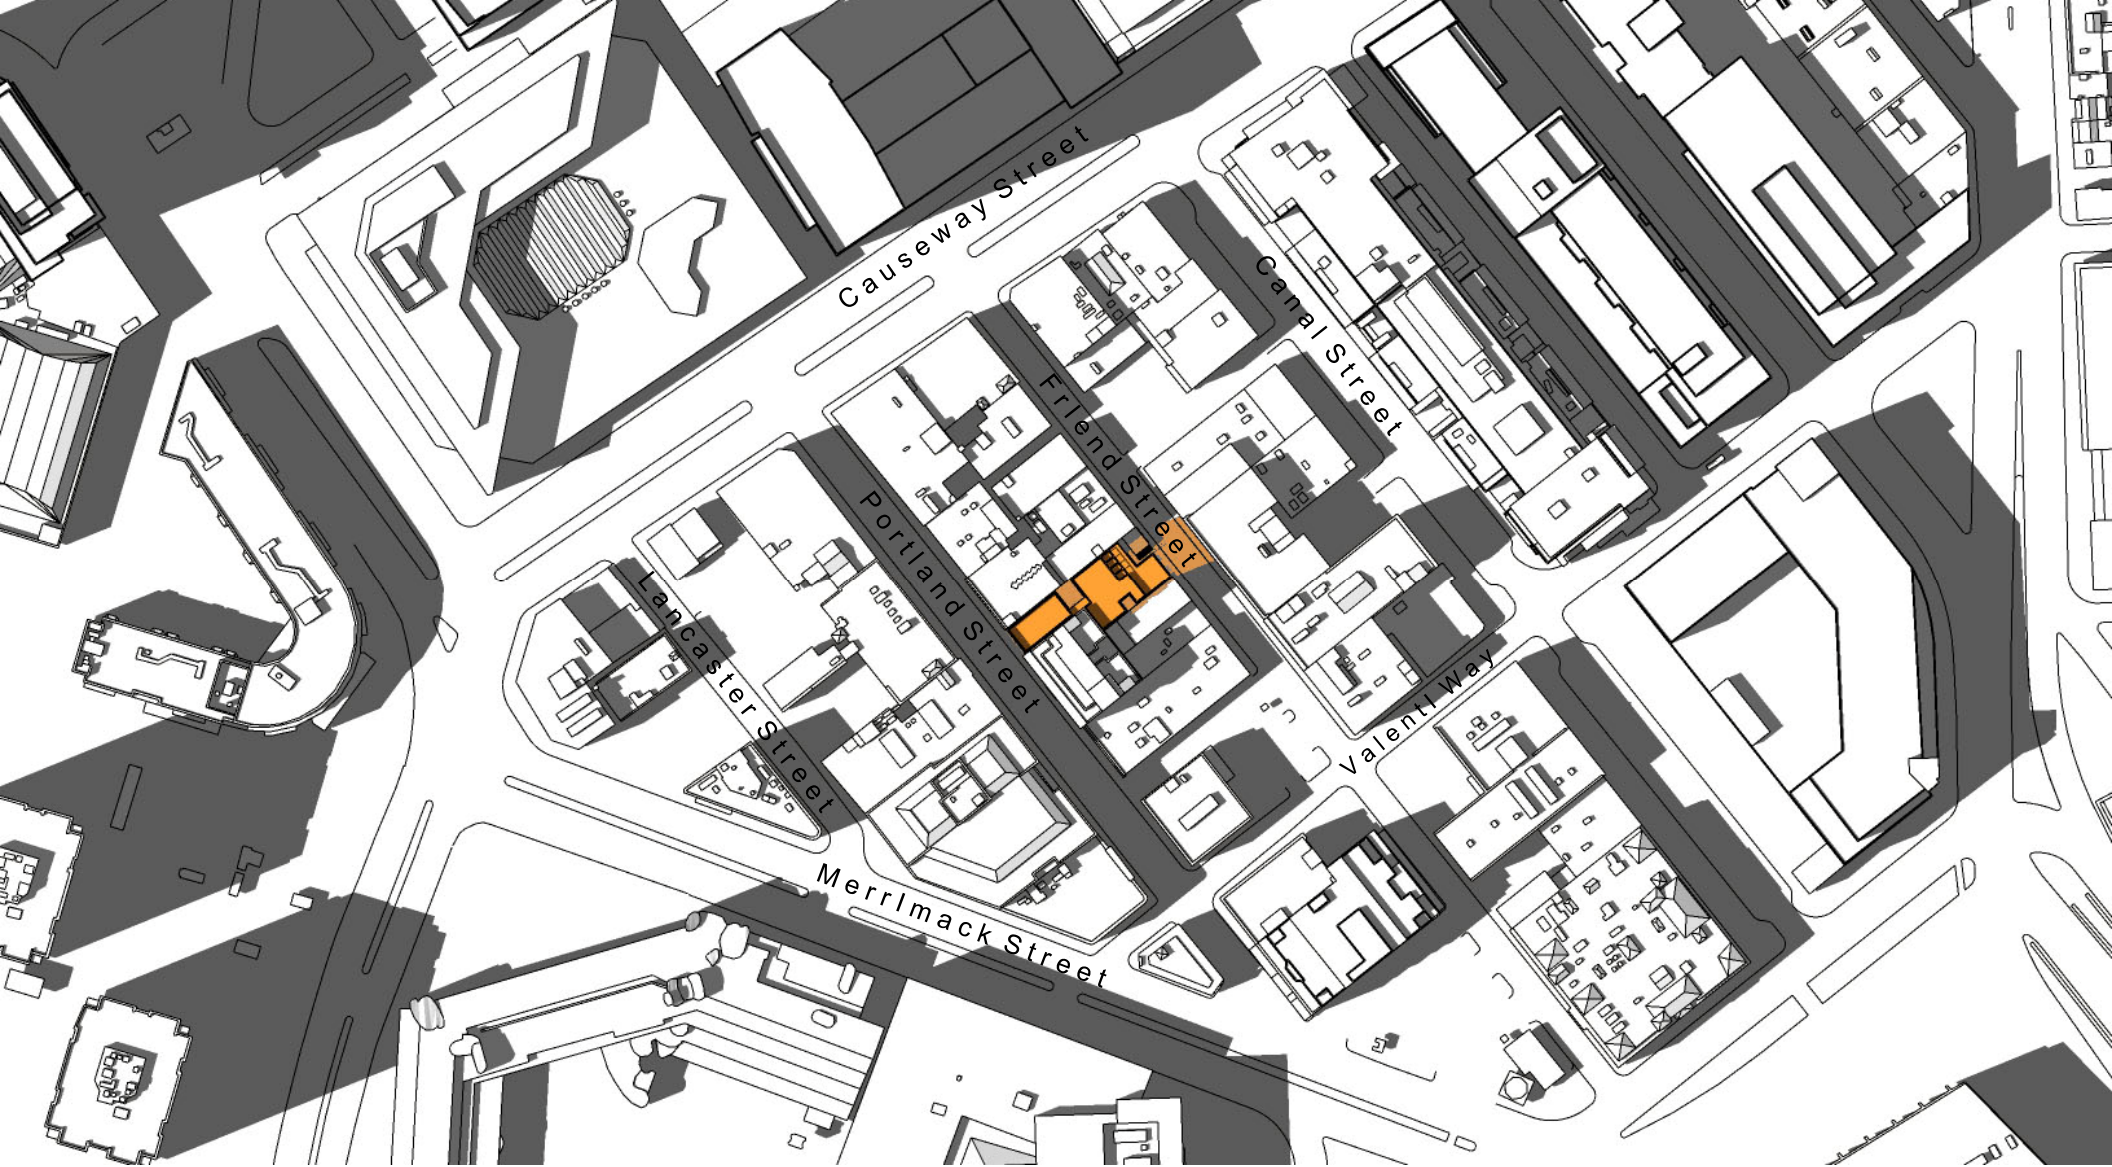 Causeway Street
Canal Street
FrIend Street
Portland Street
Lancaster Street
ValentI Way
MerrImack Street